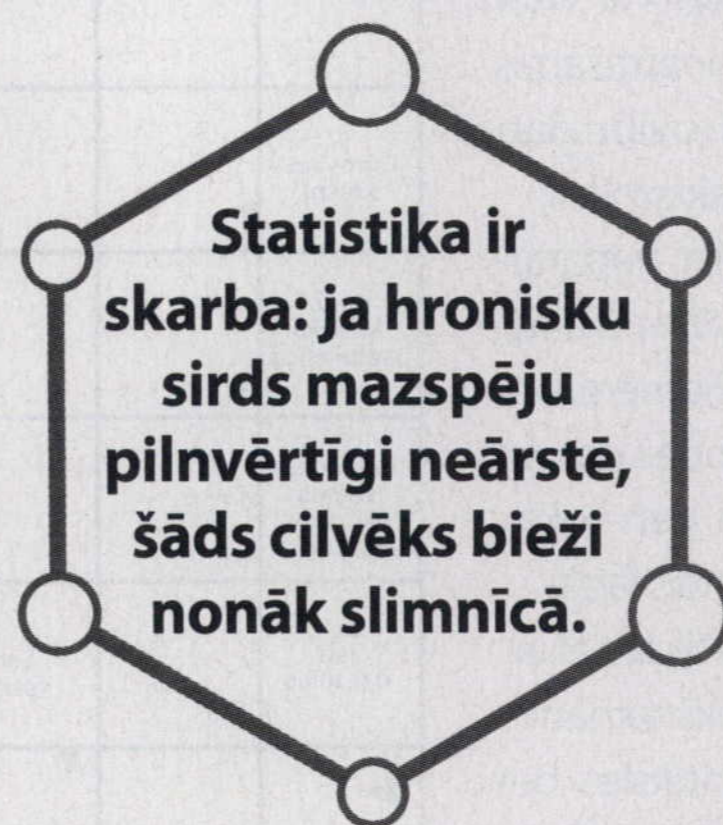 Statistika ir
skarba: ja hronisku
sirds mazspēju
pilnvērtīgi neārstē,
šāds cilvēks bieži
nonāk slimnīcā.